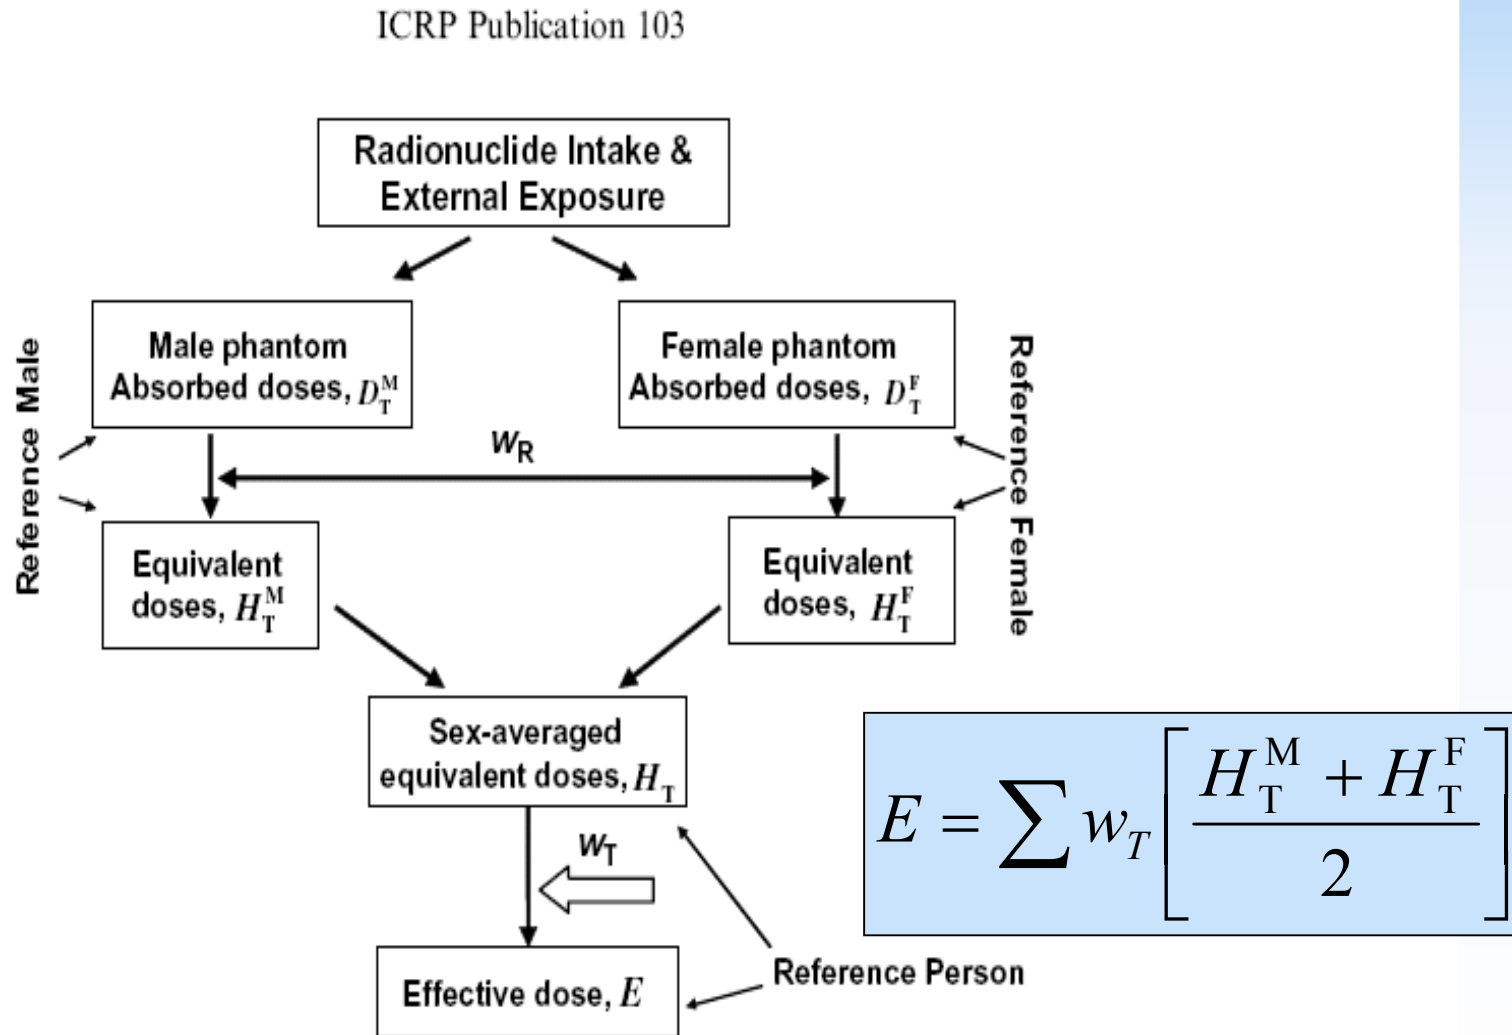 ICRP Publication 103
Radionuclide Intake &
External Exposure
Male phantom
Absorbed doses, D_T^M
Female phantom
Absorbed doses, D_T^F
Reference Male
Reference Female
w_R
Equivalent
doses, H_T^M
Equivalent
doses, H_T^F
Sex-averaged
equivalent doses, H_T
E = ∑ w_T [ (H_T^M + H_T^F) / 2 ]
w_T
Reference Person
Effective dose, E